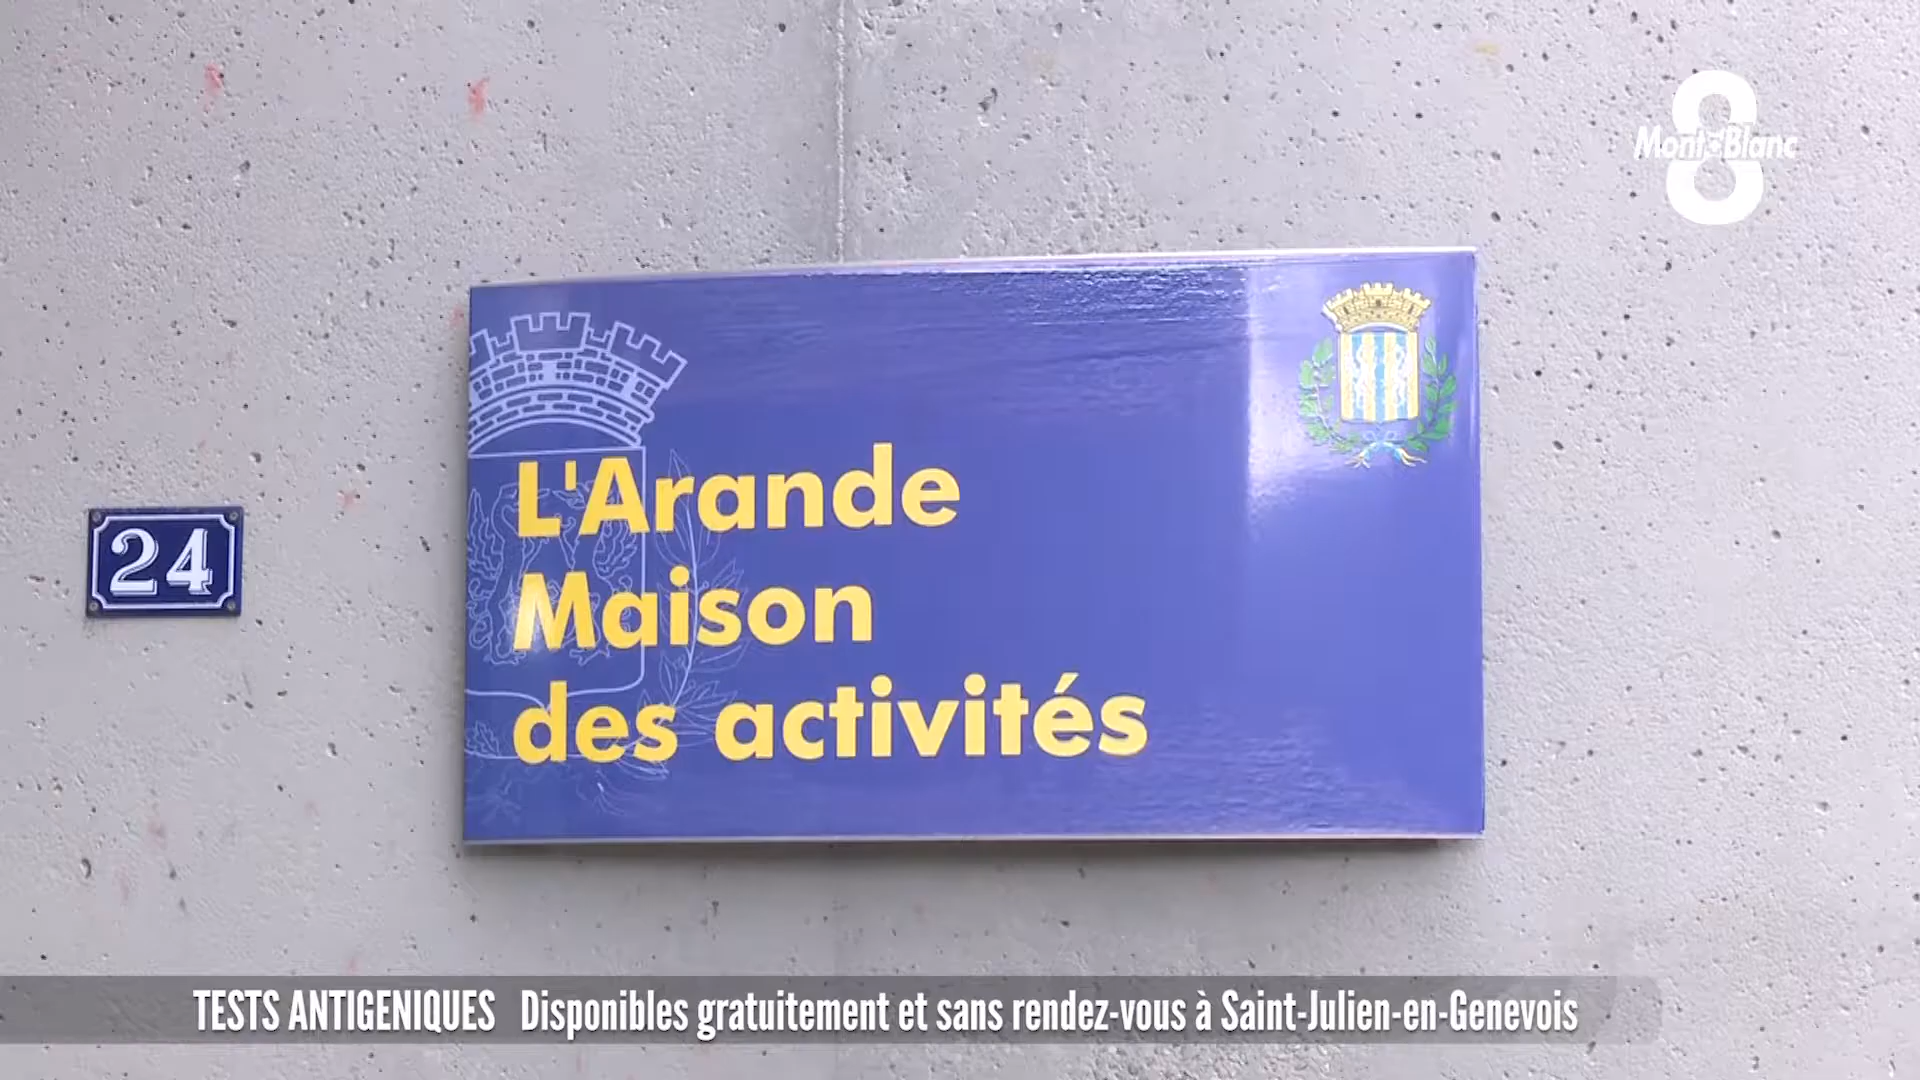 8
Mont Blanc
L'Arande
24
Maison
des activités
TESTS ANTIGENIQUES Disponibles gratuitement et sans rendez-vous à Saint-Julien-en-Genevois